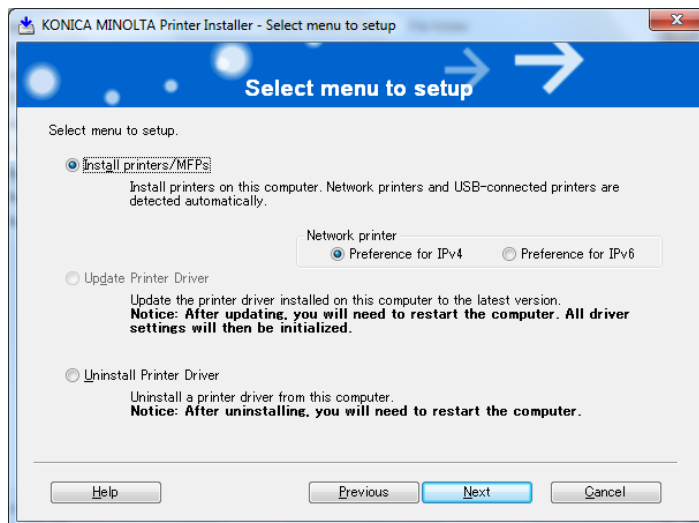 KONICA MINOLTA Printer Installer - Select menu to setup
Select menu to setup
Select menu to setup.
Install printers/MFPs
Install printers on this computer. Network printers and USB-connected printers are
detected automatically.
Network printer
Preference for IPv4
Preference for IPv6
Update Printer Driver
Update the printer driver installed on this computer to the latest version.
Notice: After updating, you will need to restart the computer. All driver
settings will then be initialized.
Uninstall Printer Driver
Uninstall a printer driver from this computer.
Notice: After uninstalling, you will need to restart the computer.
Help
Previous
Next
Cancel